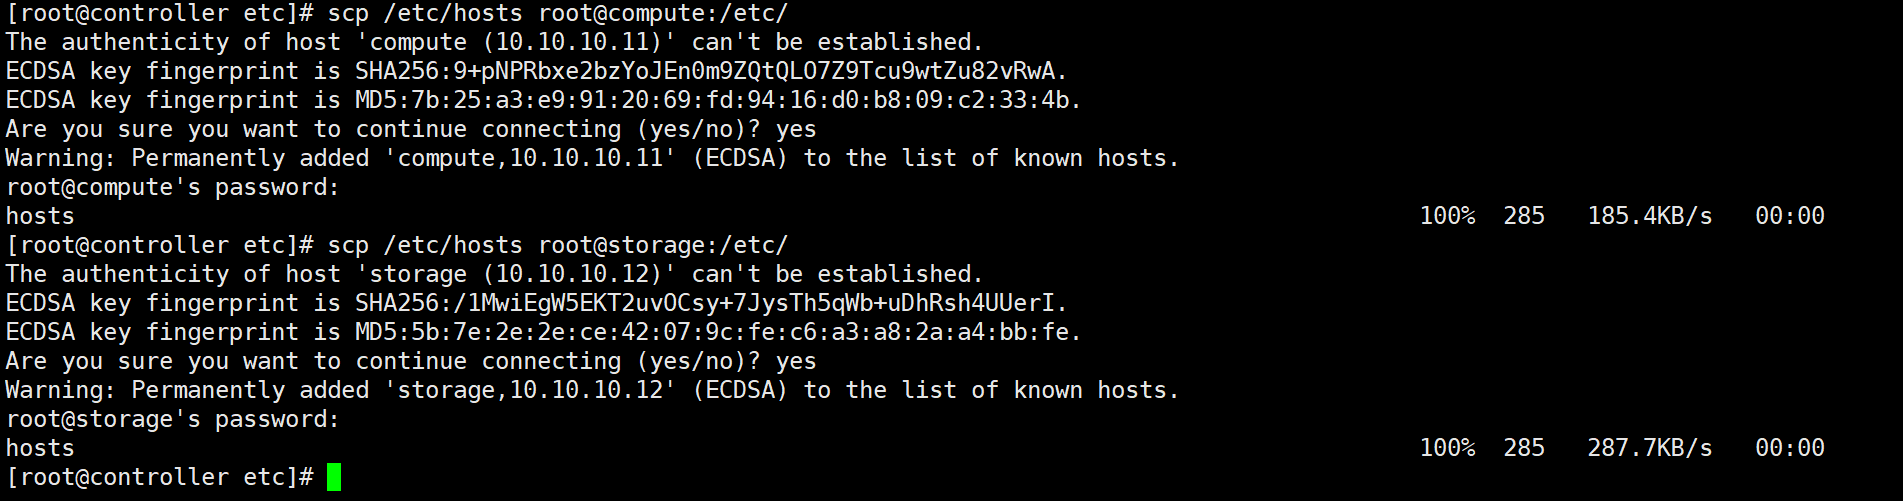 [root@controller etc]# scp /etc/hosts root@compute:/etc/
The authenticity of host 'compute (10.10.10.11)' can't be established.
ECDSA key fingerprint is SHA256:9+pNPRbxe2bzYoJEn0m9ZQtQLO7Z9Tcu9wtZu82vRwA.
ECDSA key fingerprint is MD5:7b:25:a3:e9:91:20:69:fd:94:16:d0:b8:09:c2:33:4b.
Are you sure you want to continue connecting (yes/no)? yes
Warning: Permanently added 'compute,10.10.10.11' (ECDSA) to the list of known hosts.
root@compute's password:
hosts 100% 285 185.4KB/s 00:00
[root@controller etc]# scp /etc/hosts root@storage:/etc/
The authenticity of host 'storage (10.10.10.12)' can't be established.
ECDSA key fingerprint is SHA256:/1MwiEgW5EKT2uvOCsy+7JysTh5qWb+uDhRsh4UUerI.
ECDSA key fingerprint is MD5:5b:7e:2e:2e:ce:42:07:9c:fe:c6:a3:a8:2a:a4:bb:fe.
Are you sure you want to continue connecting (yes/no)? yes
Warning: Permanently added 'storage,10.10.10.12' (ECDSA) to the list of known hosts.
root@storage's password:
hosts 100% 285 287.7KB/s 00:00
[root@controller etc]#